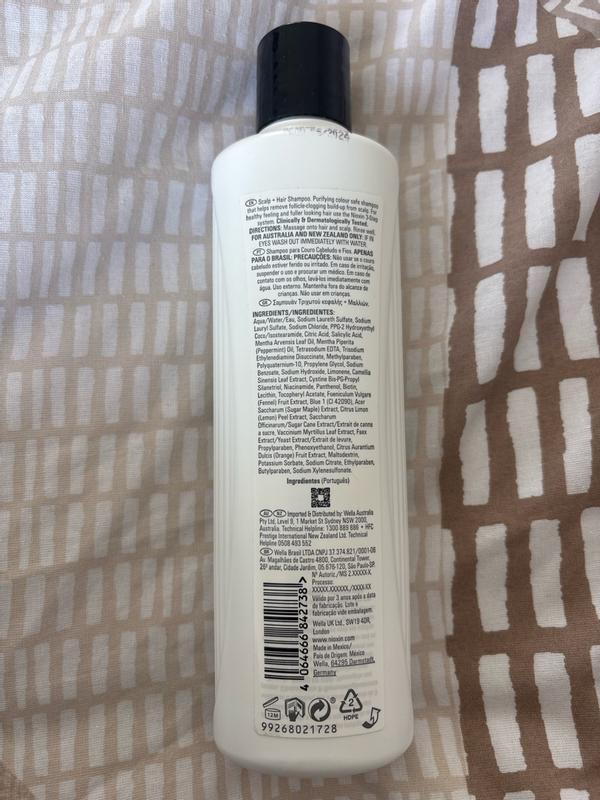 EN Scalp + Hair Shampoo. Purifying colour safe shampoo
that helps remove follicle-clogging build-up from scalp. For
healthy feeling and fuller looking hair use the Nioxin 3-Step
system. Clinically & Dermatologically Tested.
DIRECTIONS: Massage onto hair and scalp. Rinse well.
FOR AUSTRALIA AND NEW ZEALAND ONLY: IF IN
EYES WASH OUT IMMEDIATELY WITH WATER.
PT Shampoo para Couro Cabeludo e Fios. APENAS
PARA O BRASIL: PRECAUÇÕES: Não usar se o couro
cabeludo estiver ferido ou irritado. Em caso de irritação,
suspender o uso e procurar um médico. Em caso de
contato com os olhos, lavá-los imediatamente com
água. Uso externo. Mantenha fora do alcance de
crianças. Não usar em crianças.
GR Σαμπουάν Τριχωτού κεφαλής + Μαλλιών.
INGREDIENTS/INGREDIENTES:
Aqua/Water/Eau, Sodium Laureth Sulfate, Sodium
Lauryl Sulfate, Sodium Chloride, PPG-2 Hydroxyethyl
Coco/Isostearamide, Citric Acid, Salicylic Acid,
Mentha Arvensis Leaf Oil, Mentha Piperita
(Peppermint) Oil, Tetrasodium EDTA, Trisodium
Ethylenediamine Disuccinate, Methylparaben,
Polyquaternium-10, Propylene Glycol, Sodium
Benzoate, Sodium Hydroxide, Limonene, Camellia
Sinensis Leaf Extract, Cystine Bis-PG-Propyl
Silanetriol, Niacinamide, Panthenol, Biotin,
Lecithin, Tocopheryl Acetate, Foeniculum Vulgare
(Fennel) Fruit Extract, Blue 1 (CI 42090), Acer
Saccharum (Sugar Maple) Extract, Citrus Limon
(Lemon) Peel Extract, Saccharum
Officinarum/Sugar Cane Extract/Extrait de canne
a sucre, Vaccinium Myrtillus Leaf Extract, Faex
Extract/Yeast Extract/Extrait de levure,
Propylparaben, Phenoxyethanol, Citrus Aurantium
Dulcis (Orange) Fruit Extract, Maltodextrin,
Potassium Sorbate, Sodium Citrate, Ethylparaben,
Butylparaben, Sodium Xylenesulfonate.
Ingredientes (Português)
AU NZ Imported & Distributed by: Wella Australia
Pty Ltd, Level 9, 1 Market St Sydney NSW 2000,
Australia. Technical Helpline: 1300 889 886 • HFC
Prestige International New Zealand Ltd. Technical
Helpline 0508 493 552
BR Wella Brasil LTDA CNPJ 37.374.821/0001-06
Av. Magalhães de Castro 4800, Continental Tower,
26º andar, Cidade Jardim, 05.676-120, São Paulo-SP.
Nº Autoriz./MS 2.XXXXX-X.
Processo:
XXXXX.XXXXXX./XXXX-XX
Válido por 3 anos após a data
de fabricação. Lote e
fabricação vide embalagem.
Wella UK Ltd., SW19 4DR,
London
www.nioxin.com
Made in Mexico/
País de Origem: México
Wella, 64295 Darmstadt,
Germany
4 064666 842738 >
12M
2
HDPE
99268021728